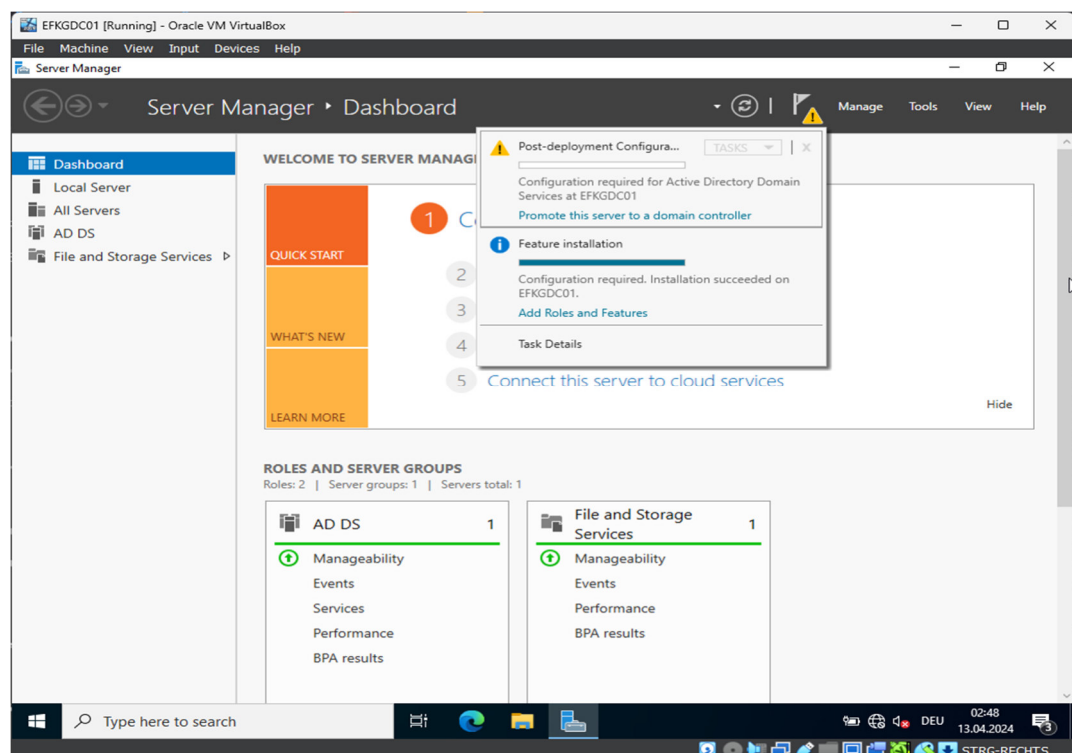 EFKGDC01 [Running] - Oracle VM VirtualBox
File Machine View Input Devices Help
Server Manager
Server Manager ‣ Dashboard
Manage Tools View Help
Dashboard
Local Server
All Servers
AD DS
File and Storage Services
WELCOME TO SERVER MANAG
QUICK START
WHAT'S NEW
LEARN MORE
1
2
3
4
5 Connect this server to cloud services
Hide
Post-deployment Configura... TASKS
Configuration required for Active Directory Domain
Services at EFKGDC01
Promote this server to a domain controller
Feature installation
Configuration required. Installation succeeded on
EFKGDC01.
Add Roles and Features
Task Details
ROLES AND SERVER GROUPS
Roles: 2 | Server groups: 1 | Servers total: 1
AD DS 1
Manageability
Events
Services
Performance
BPA results
File and Storage
Services 1
Manageability
Events
Performance
BPA results
Type here to search
DEU
02:48
13.04.2024
3
STRG-RECHTS